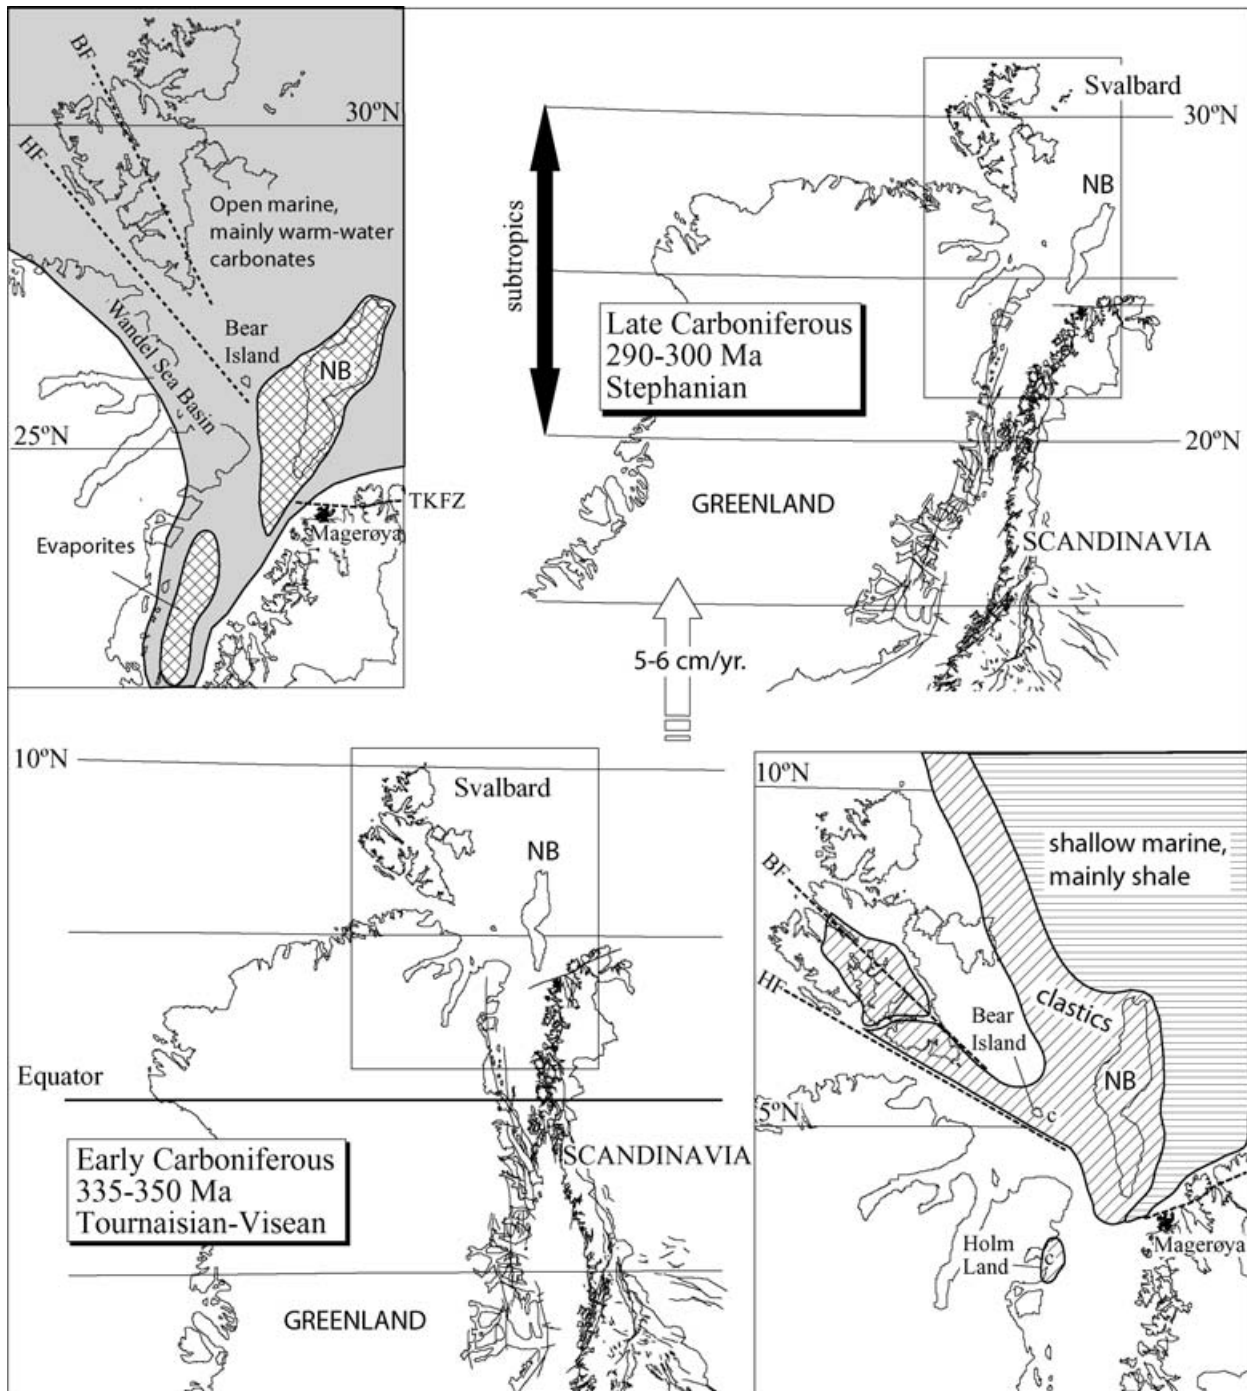 BF
30ºN
HF
Open marine,
mainly warm-water
carbonates
Wandel Sea Basin
Bear
Island
NB
25ºN
TKFZ
Magerøya
Evaporites
Svalbard
30ºN
NB
subtropics
Late Carboniferous
290-300 Ma
Stephanian
20ºN
GREENLAND
SCANDINAVIA
5-6 cm/yr.
10ºN
Svalbard
NB
Equator
SCANDINAVIA
Early Carboniferous
335-350 Ma
Tournaisian-Visean
GREENLAND
10ºN
shallow marine,
mainly shale
BF
HF
clastics
Bear
Island
NB
c
5ºN
Holm
Land
c
Magerøya